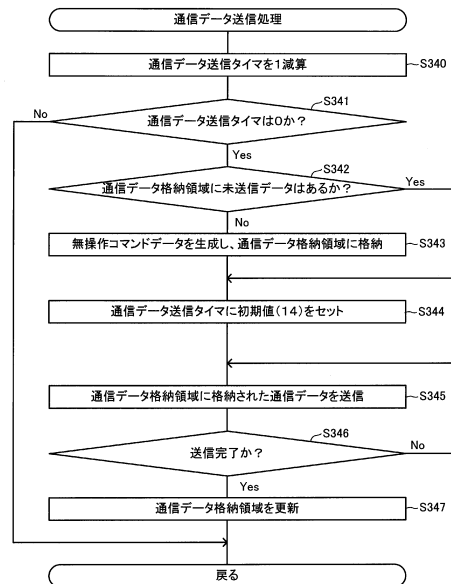 通信データ送信処理
通信データ送信タイマを1減算
S340
S341
No
通信データ送信タイマは0か？
Yes
S342
通信データ格納領域に未送信データはあるか？
Yes
No
無操作コマンドデータを生成し、通信データ格納領域に格納
S343
通信データ送信タイマに初期値(14)をセット
S344
通信データ格納領域に格納された通信データを送信
S345
S346
送信完了か？
No
Yes
通信データ格納領域を更新
S347
戻る